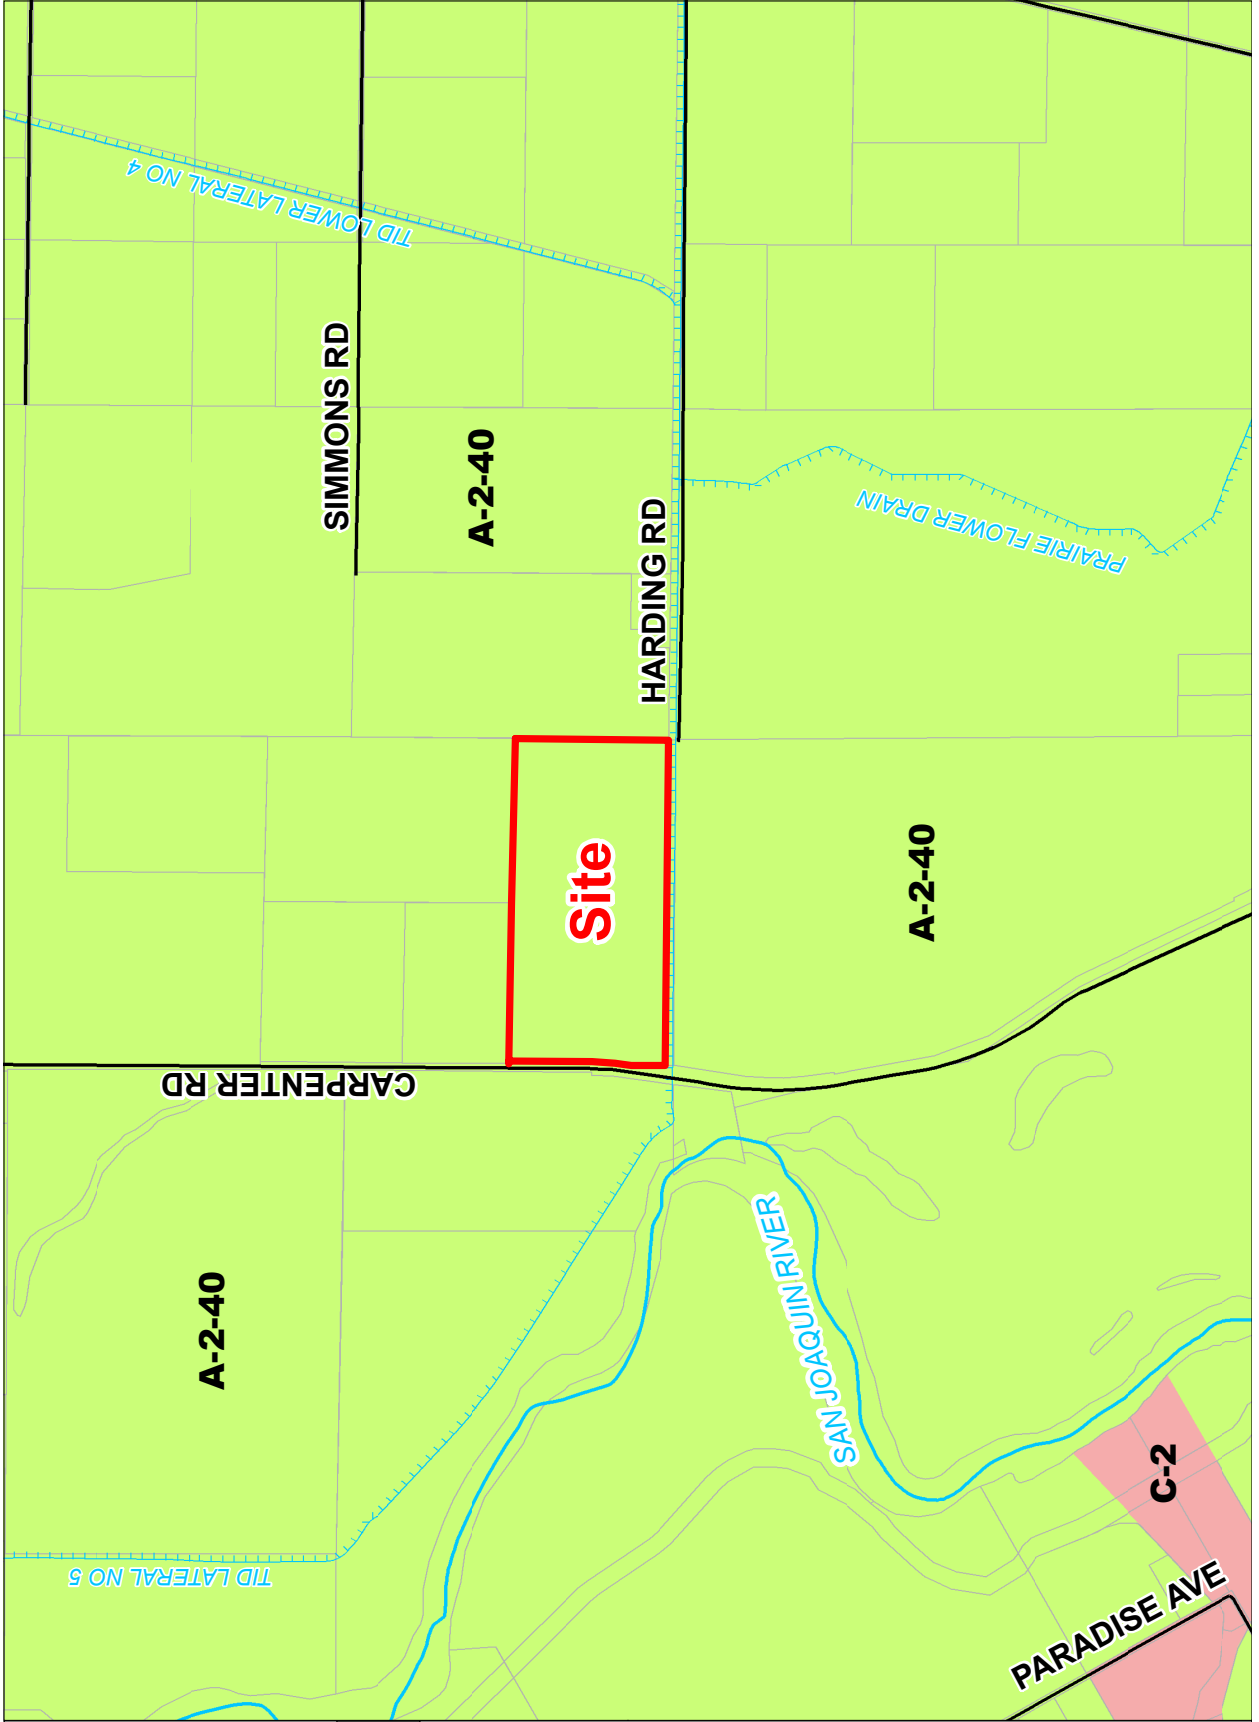 TID LOWER LATERAL NO 4
SIMMONS RD
A-2-40
HARDING RD
PRAIRIE FLOWER DRAIN
Site
A-2-40
CARPENTER RD
A-2-40
SAN JOAQUIN RIVER
TID LATERAL NO 5
C-2
PARADISE AVE